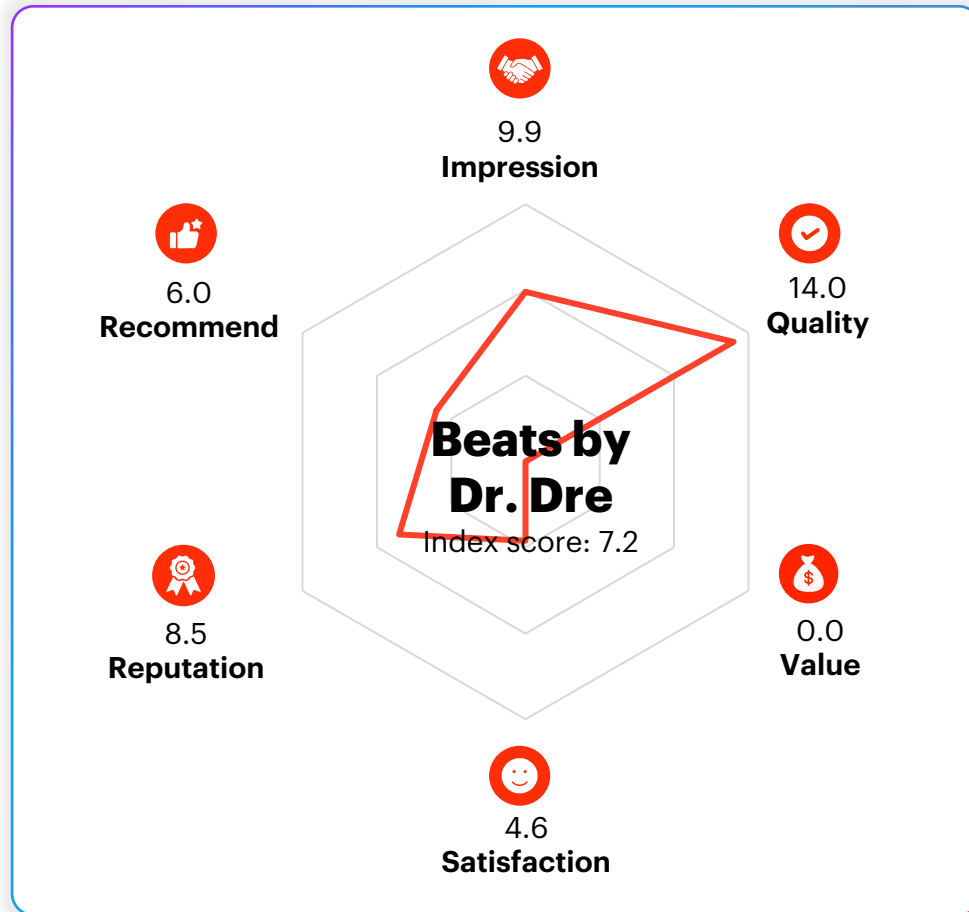 9.9
Impression
14.0
Quality
6.0
Recommend
Beats by
Dr. Dre
Index score: 7.2
0.0
Value
8.5
Reputation
4.6
Satisfaction